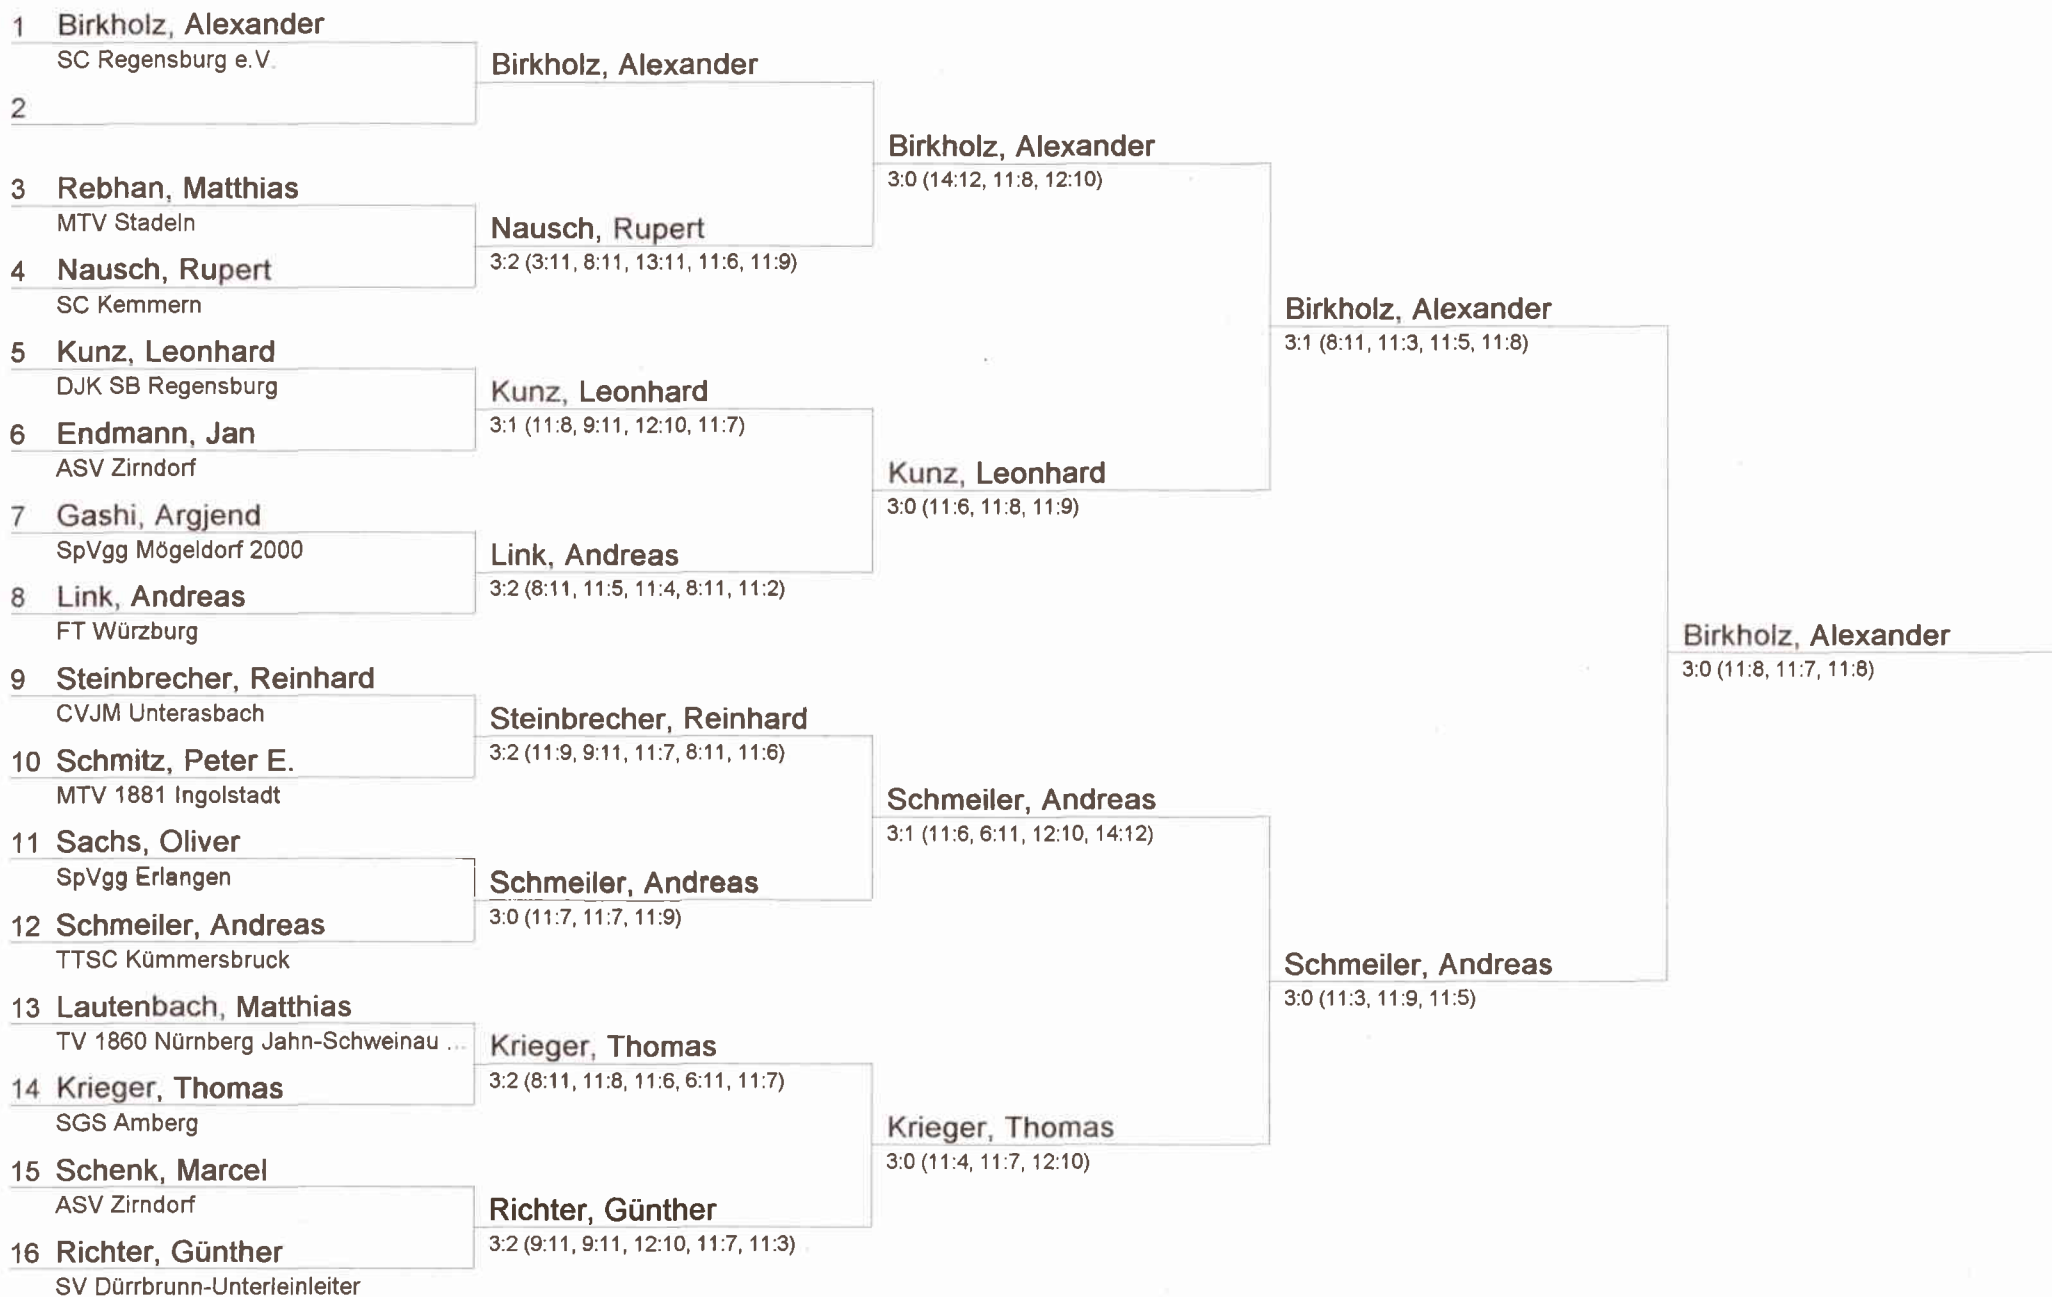 1 Birkholz, Alexander
SC Regensburg e.V.
2
3 Rebhan, Matthias
MTV Stadeln
4 Nausch, Rupert
SC Kemmern
5 Kunz, Leonhard
DJK SB Regensburg
6 Endmann, Jan
ASV Zirndorf
7 Gashi, Argjend
SpVgg Mögeldorf 2000
8 Link, Andreas
FT Würzburg
9 Steinbrecher, Reinhard
CVJM Unterasbach
10 Schmitz, Peter E.
MTV 1881 Ingolstadt
11 Sachs, Oliver
SpVgg Erlangen
12 Schmeiler, Andreas
TTSC Kümmersbruck
13 Lautenbach, Matthias
TV 1860 Nürnberg Jahn-Schweinau ...
14 Krieger, Thomas
SGS Amberg
15 Schenk, Marcel
ASV Zirndorf
16 Richter, Günther
SV Dürrbrunn-Unterleinleiter
Birkholz, Alexander
Nausch, Rupert
3:2 (3:11, 8:11, 13:11, 11:6, 11:9)
Kunz, Leonhard
3:1 (11:8, 9:11, 12:10, 11:7)
Link, Andreas
3:2 (8:11, 11:5, 11:4, 8:11, 11:2)
Steinbrecher, Reinhard
3:2 (11:9, 9:11, 11:7, 8:11, 11:6)
Schmeiler, Andreas
3:0 (11:7, 11:7, 11:9)
Krieger, Thomas
3:2 (8:11, 11:8, 11:6, 6:11, 11:7)
Richter, Günther
3:2 (9:11, 9:11, 12:10, 11:7, 11:3)
Birkholz, Alexander
3:0 (14:12, 11:8, 12:10)
Kunz, Leonhard
3:0 (11:6, 11:8, 11:9)
Schmeiler, Andreas
3:1 (11:6, 6:11, 12:10, 14:12)
Krieger, Thomas
3:0 (11:4, 11:7, 12:10)
Birkholz, Alexander
3:1 (8:11, 11:3, 11:5, 11:8)
Schmeiler, Andreas
3:0 (11:3, 11:9, 11:5)
Birkholz, Alexander
3:0 (11:8, 11:7, 11:8)